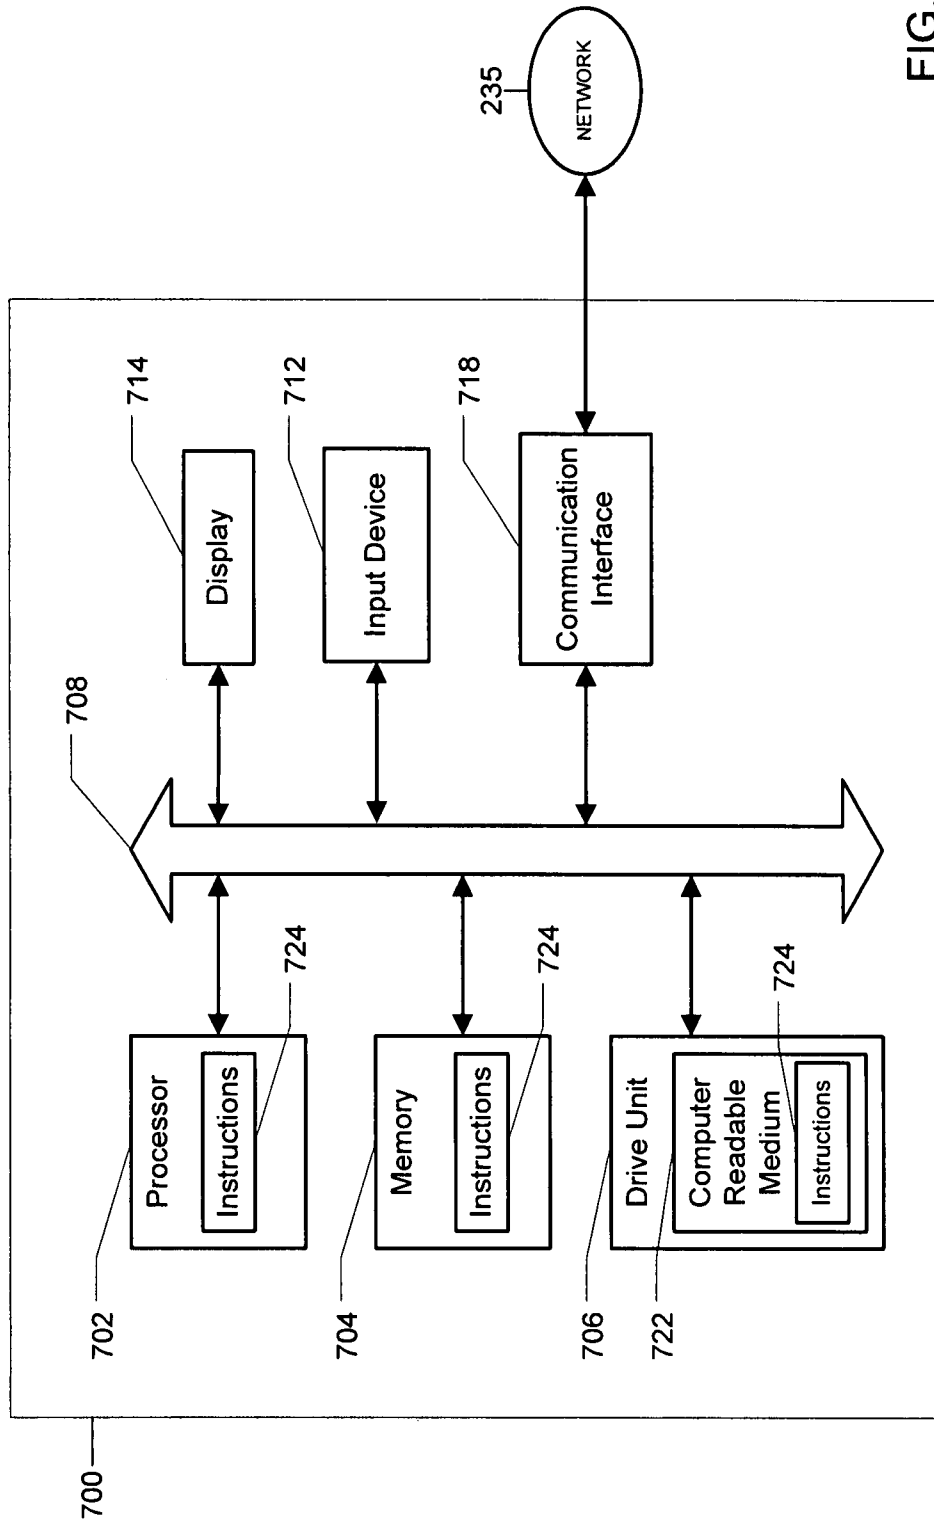 700
702
Processor
Instructions
724
704
Memory
Instructions
724
706
722
Drive Unit
Computer
Readable
Medium
Instructions
724
708
714
Display
712
Input Device
718
Communication
Interface
235
NETWORK
FIG.